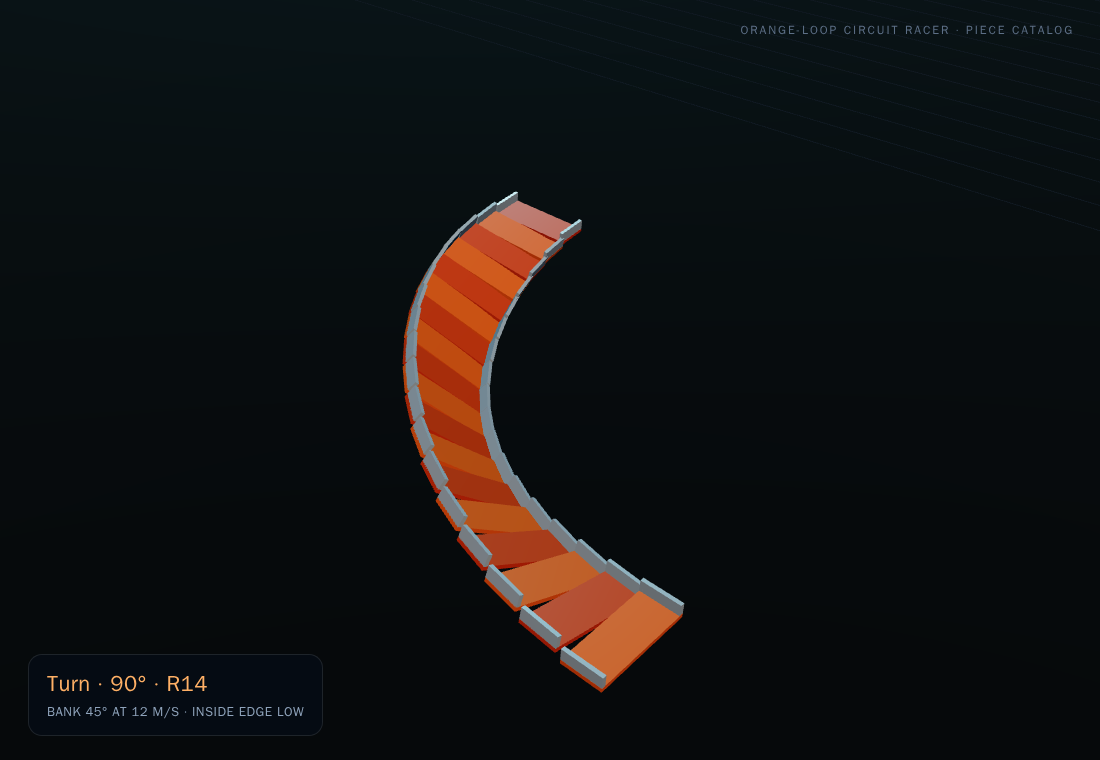 ORANGE-LOOP CIRCUIT RACER · PIECE CATALOG
Turn · 90° · R14
BANK 45° AT 12 M/S · INSIDE EDGE LOW